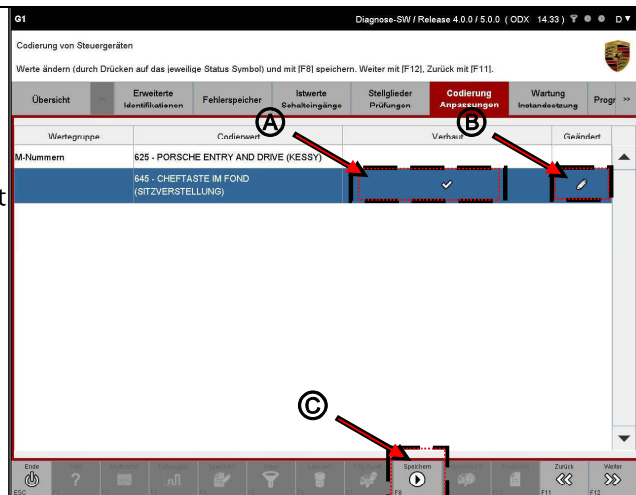 G1
Diagnose-SW / Release 4.0.0 / 5.0.0 ( ODX 14.33 )
D
Codierung von Steuergeräten
Werte ändern (durch Drücken auf das jeweilige Status Symbol) und mit [F8] speichern. Weiter mit [F12], Zurück mit [F11].
Übersicht
Erweiterte Identifikationen
Fehlerspeicher
Istwerte Schalteingänge
Stellglieder Prüfungen
Codierung Anpassungen
Wartung Instandsetzung
Progr >>
A
B
Wertegruppe
Codierwert
Verbaut
Geändert
M-Nummern
625 - PORSCHE ENTRY AND DRIVE (KESSY)
645 - CHEFTASTE IM FOND
(SITZVERSTELLUNG)
t
C
Ende
Speichern
Zurück
Weiter
ESC
F8
F11
F12